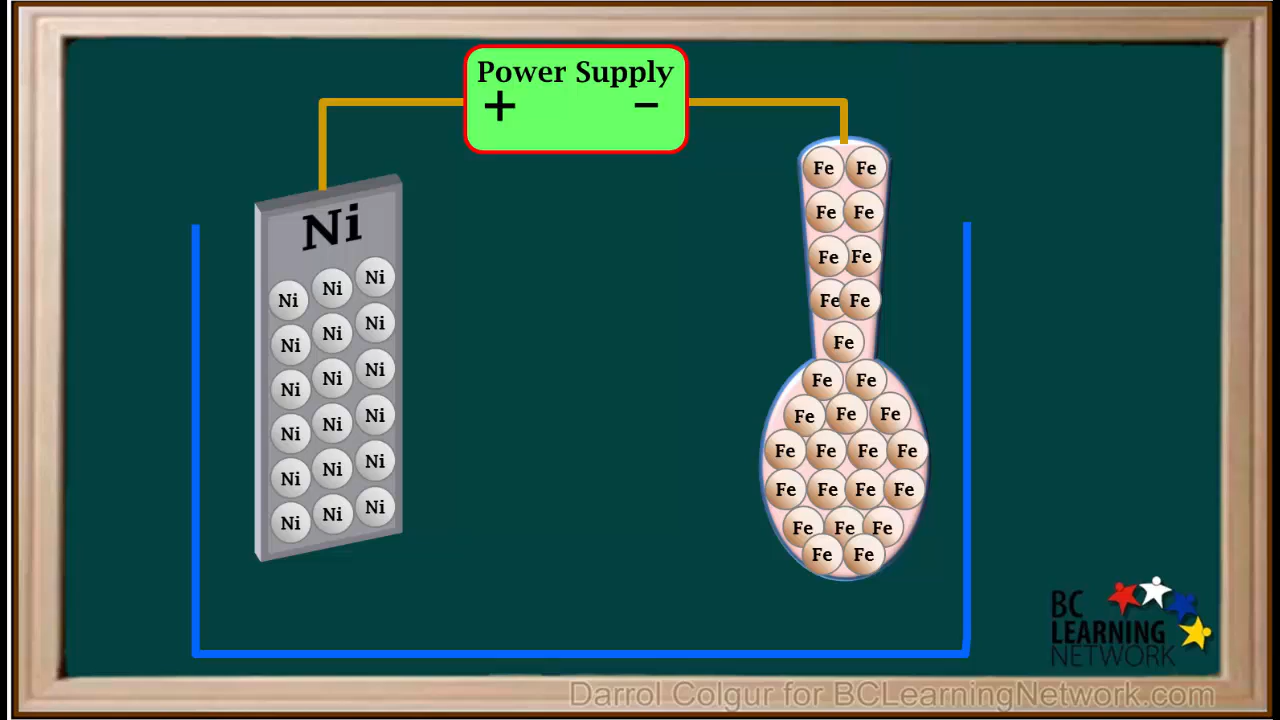 Power Supply
+ −
Ni
Ni Ni Ni
Ni Ni Ni
Ni Ni Ni
Ni Ni Ni
Ni Ni Ni
Ni Ni Ni
Fe Fe
Fe Fe
Fe Fe
Fe Fe
Fe
Fe Fe
Fe Fe Fe
Fe Fe Fe Fe
Fe Fe Fe Fe
Fe Fe Fe
Fe Fe
BC
LEARNING
NETWORK
Darrol Colgur for BCLearningNetwork.com